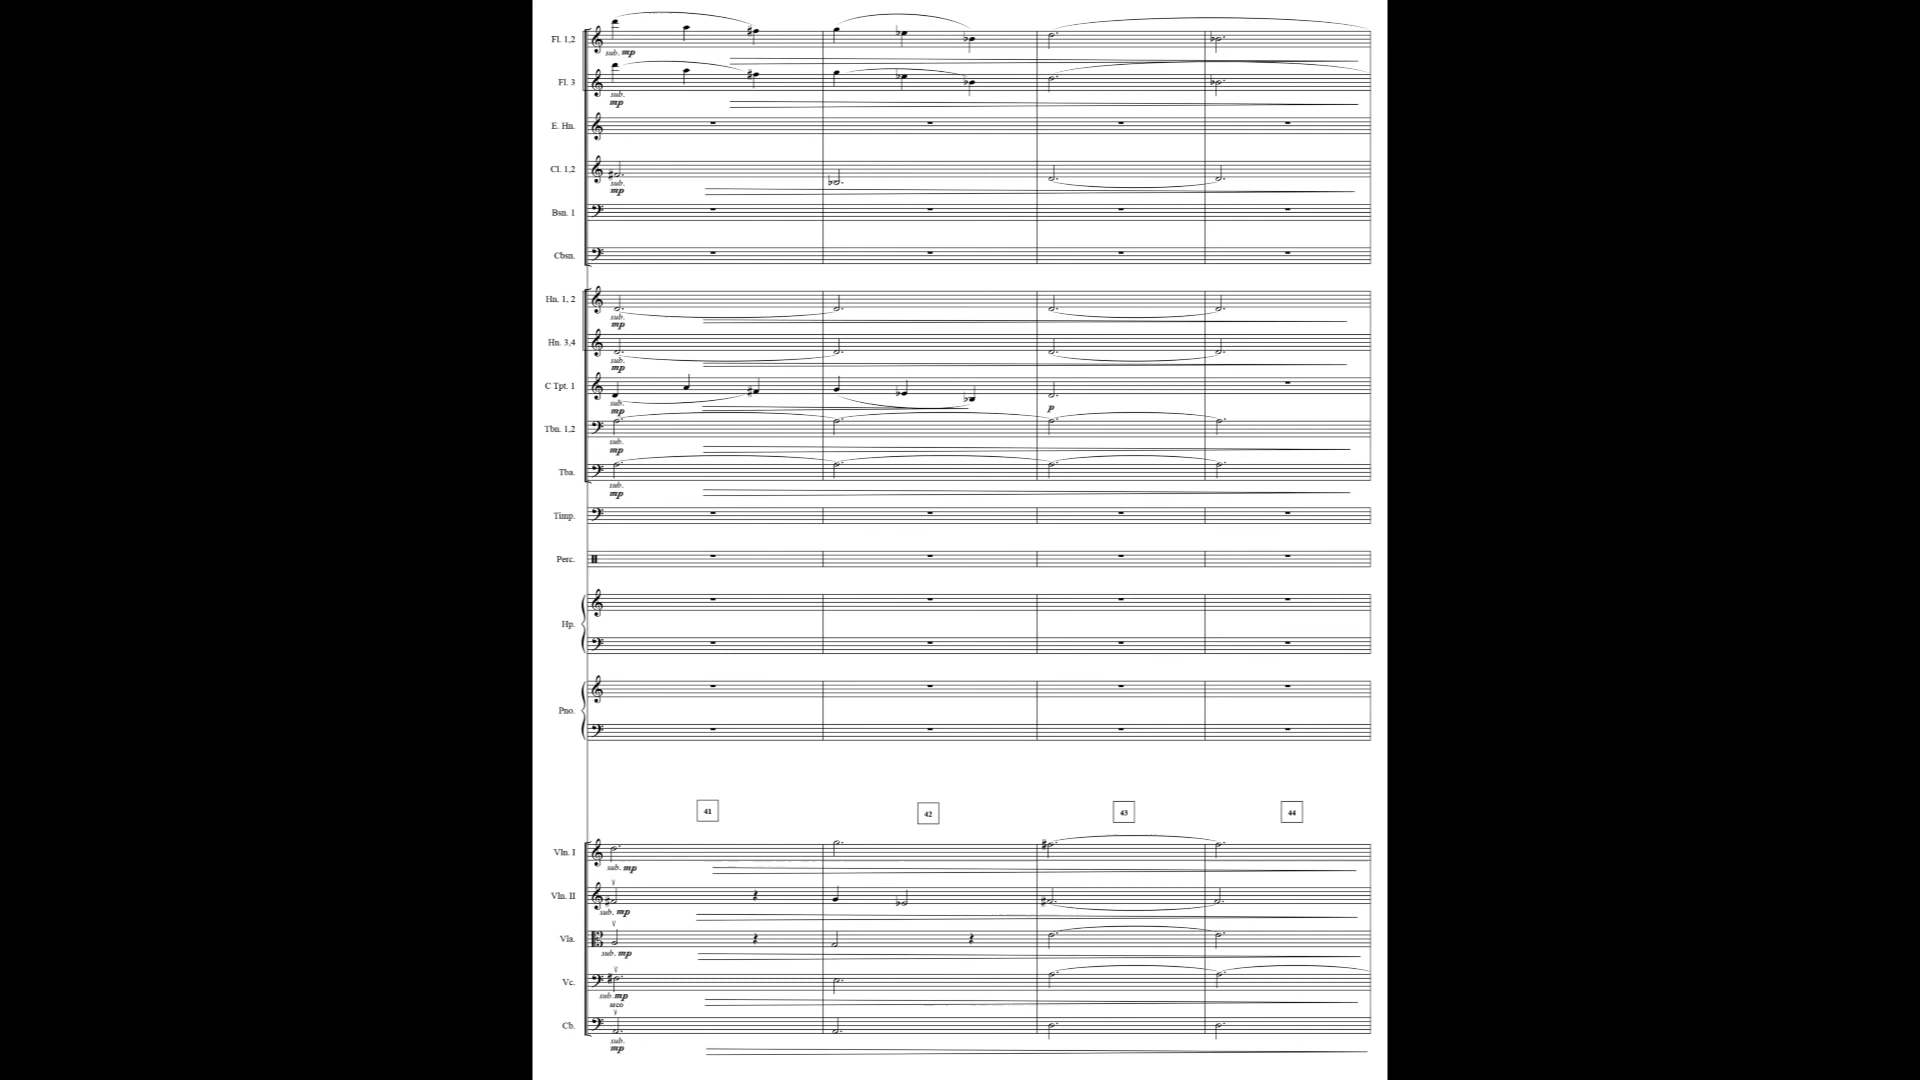 Fl. 1,2
sub. mp
Fl. 3
sub.
mp
E. Hn.
Cl. 1,2
sub.
mp
Bsn. 1
Cbsn.
Hn. 1, 2
sub.
mp
Hn. 3,4
sub.
mp
C Tpt. 1
sub.
mp
p
Tbn. 1,2
sub.
mp
Tba.
sub.
mp
Timp.
Perc.
Hp.
Pno.
41 42 43 44
Vln. I
sub. mp
Vln. II
sub. mp
Vla.
sub. mp
Vc.
sub. mp
arco
Cb.
sub.
mp